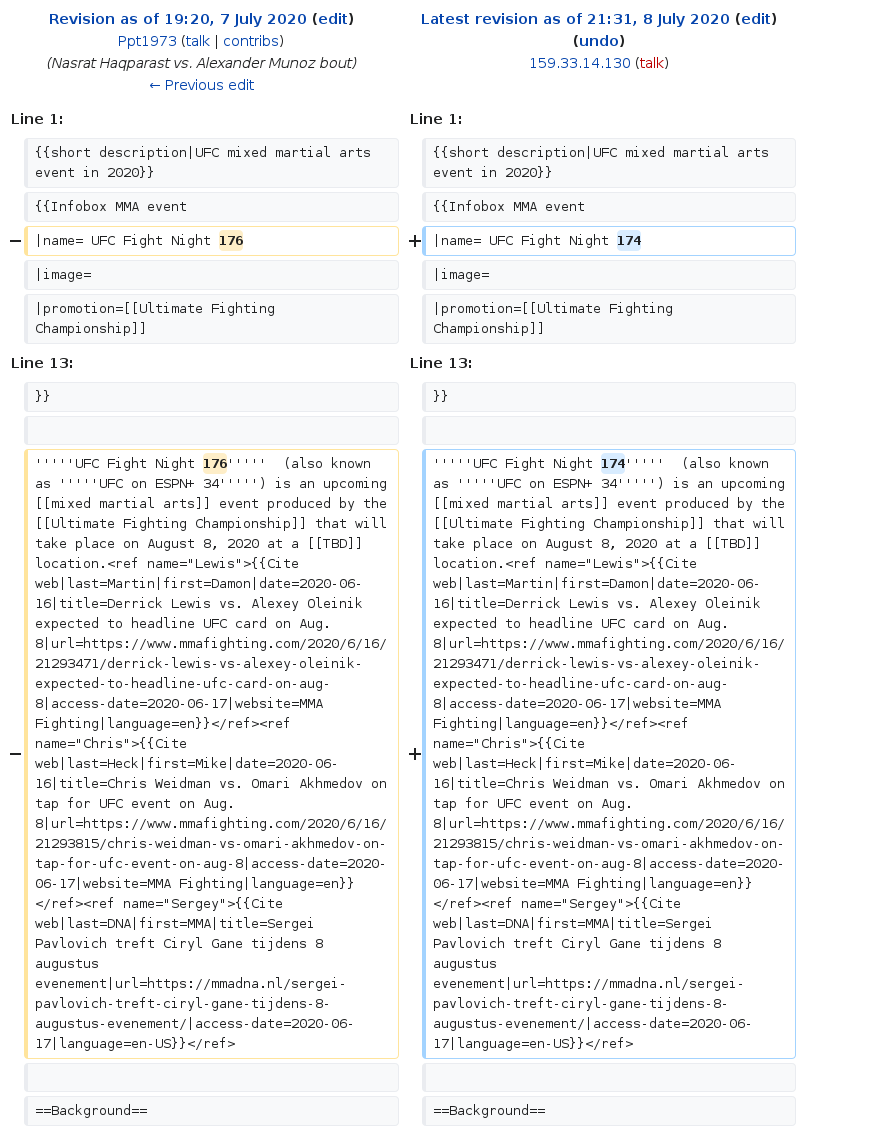 Revision as of 19:20, 7 July 2020 (edit)
Ppt1973 (talk | contribs)
(Nasrat Haqparast vs. Alexander Munoz bout)
← Previous edit
Latest revision as of 21:31, 8 July 2020 (edit)
(undo)
159.33.14.130 (talk)
Line 1:
Line 1:
{{short description|UFC mixed martial arts
event in 2020}}
{{short description|UFC mixed martial arts
event in 2020}}
{{Infobox MMA event
{{Infobox MMA event
− |name= UFC Fight Night 176
+ |name= UFC Fight Night 174
|image=
|image=
|promotion=[[Ultimate Fighting
Championship]]
|promotion=[[Ultimate Fighting
Championship]]
Line 13:
Line 13:
}}
}}
−
'''''UFC Fight Night 176'''''  (also known
as '''''UFC on ESPN+ 34''''') is an upcoming
[[mixed martial arts]] event produced by the
[[Ultimate Fighting Championship]] that will
take place on August 8, 2020 at a [[TBD]]
location.<ref name="Lewis">{{Cite
web|last=Martin|first=Damon|date=2020-06-
16|title=Derrick Lewis vs. Alexey Oleinik
expected to headline UFC card on Aug.
8|url=https://www.mmafighting.com/2020/6/16/
21293471/derrick-lewis-vs-alexey-oleinik-
expected-to-headline-ufc-card-on-aug-
8|access-date=2020-06-17|website=MMA
Fighting|language=en}}</ref><ref
name="Chris">{{Cite
web|last=Heck|first=Mike|date=2020-06-
16|title=Chris Weidman vs. Omari Akhmedov on
tap for UFC event on Aug.
8|url=https://www.mmafighting.com/2020/6/16/
21293815/chris-weidman-vs-omari-akhmedov-on-
tap-for-ufc-event-on-aug-8|access-date=2020-
06-17|website=MMA Fighting|language=en}}
</ref><ref name="Sergey">{{Cite
web|last=DNA|first=MMA|title=Sergei
Pavlovich treft Ciryl Gane tijdens 8
augustus
evenement|url=https://mmadna.nl/sergei-
pavlovich-treft-ciryl-gane-tijdens-8-
augustus-evenement/|access-date=2020-06-
17|language=en-US}}</ref>
+
'''''UFC Fight Night 174'''''  (also known
as '''''UFC on ESPN+ 34''''') is an upcoming
[[mixed martial arts]] event produced by the
[[Ultimate Fighting Championship]] that will
take place on August 8, 2020 at a [[TBD]]
location.<ref name="Lewis">{{Cite
web|last=Martin|first=Damon|date=2020-06-
16|title=Derrick Lewis vs. Alexey Oleinik
expected to headline UFC card on Aug.
8|url=https://www.mmafighting.com/2020/6/16/
21293471/derrick-lewis-vs-alexey-oleinik-
expected-to-headline-ufc-card-on-aug-
8|access-date=2020-06-17|website=MMA
Fighting|language=en}}</ref><ref
name="Chris">{{Cite
web|last=Heck|first=Mike|date=2020-06-
16|title=Chris Weidman vs. Omari Akhmedov on
tap for UFC event on Aug.
8|url=https://www.mmafighting.com/2020/6/16/
21293815/chris-weidman-vs-omari-akhmedov-on-
tap-for-ufc-event-on-aug-8|access-date=2020-
06-17|website=MMA Fighting|language=en}}
</ref><ref name="Sergey">{{Cite
web|last=DNA|first=MMA|title=Sergei
Pavlovich treft Ciryl Gane tijdens 8
augustus
evenement|url=https://mmadna.nl/sergei-
pavlovich-treft-ciryl-gane-tijdens-8-
augustus-evenement/|access-date=2020-06-
17|language=en-US}}</ref>
==Background==
==Background==